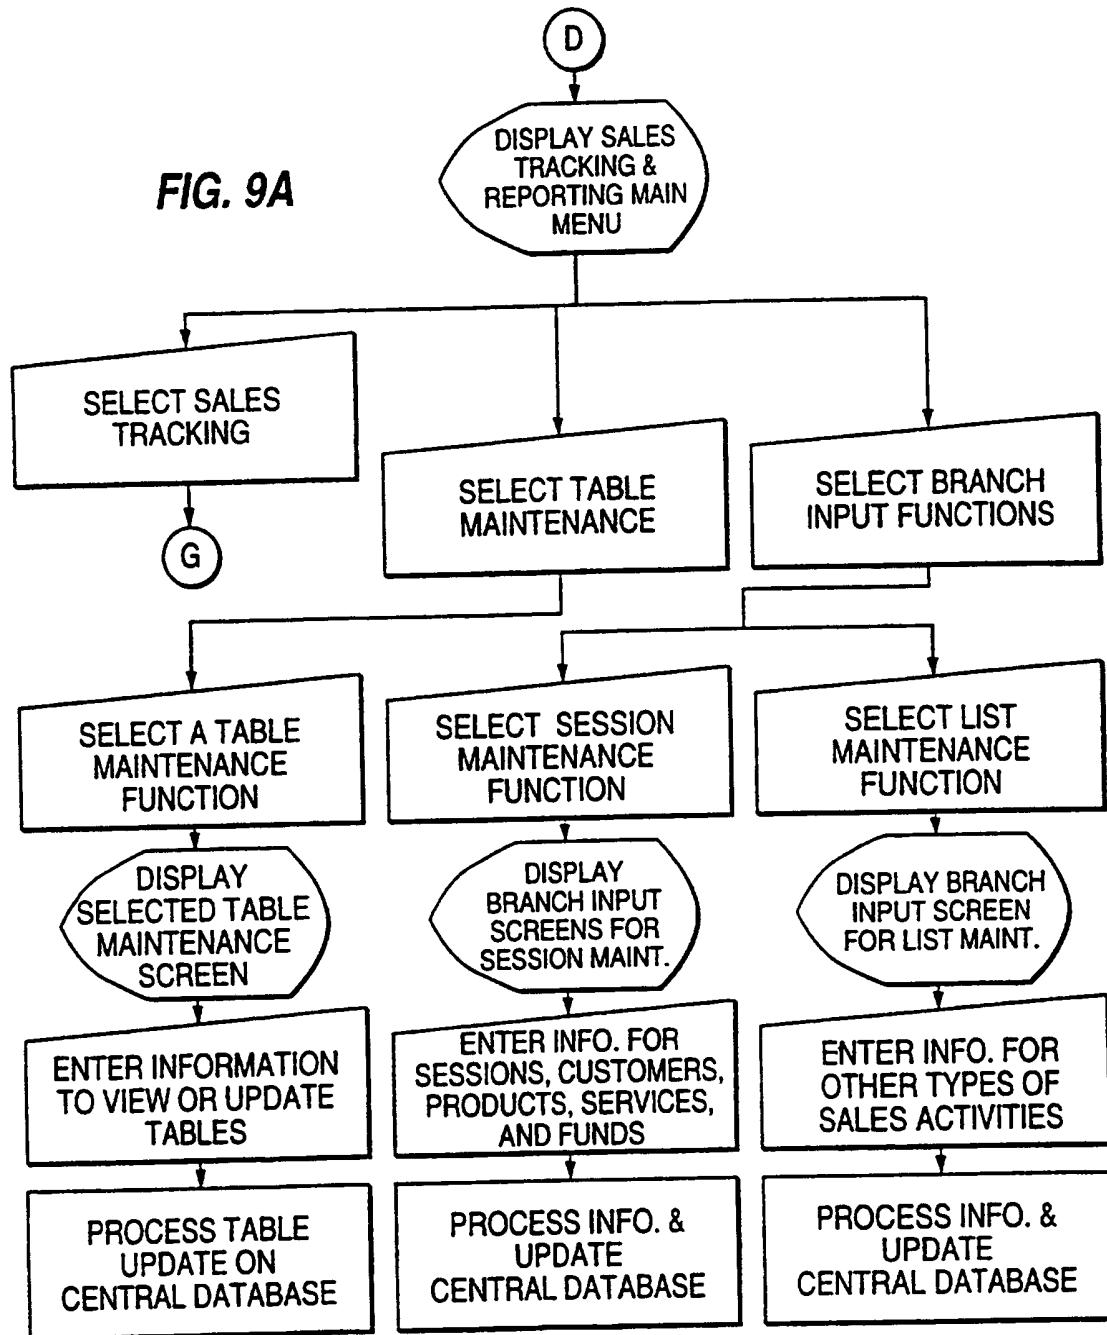 D
DISPLAY SALES
TRACKING &
REPORTING MAIN
MENU
FIG. 9A
SELECT SALES
TRACKING
G
SELECT TABLE
MAINTENANCE
SELECT BRANCH
INPUT FUNCTIONS
SELECT A TABLE
MAINTENANCE
FUNCTION
SELECT SESSION
MAINTENANCE
FUNCTION
SELECT LIST
MAINTENANCE
FUNCTION
DISPLAY
SELECTED TABLE
MAINTENANCE
SCREEN
DISPLAY
BRANCH INPUT
SCREENS FOR
SESSION MAINT.
DISPLAY BRANCH
INPUT SCREEN
FOR LIST MAINT.
ENTER INFORMATION
TO VIEW OR UPDATE
TABLES
ENTER INFO. FOR
SESSIONS, CUSTOMERS,
PRODUCTS, SERVICES,
AND FUNDS
ENTER INFO. FOR
OTHER TYPES OF
SALES ACTIVITIES
PROCESS TABLE
UPDATE ON
CENTRAL DATABASE
PROCESS INFO. &
UPDATE
CENTRAL DATABASE
PROCESS INFO. &
UPDATE
CENTRAL DATABASE